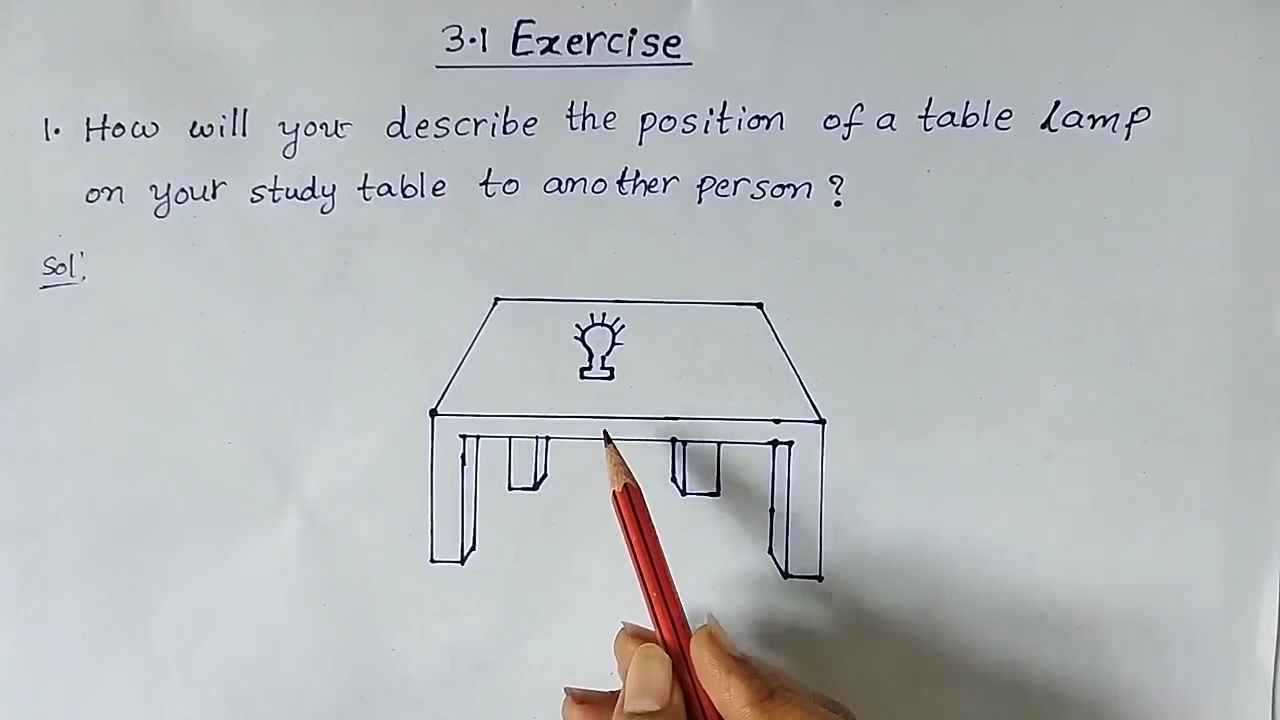 3.1 Exercise
1. How will your describe the position of a table lamp
on your study table to another person?
Sol;